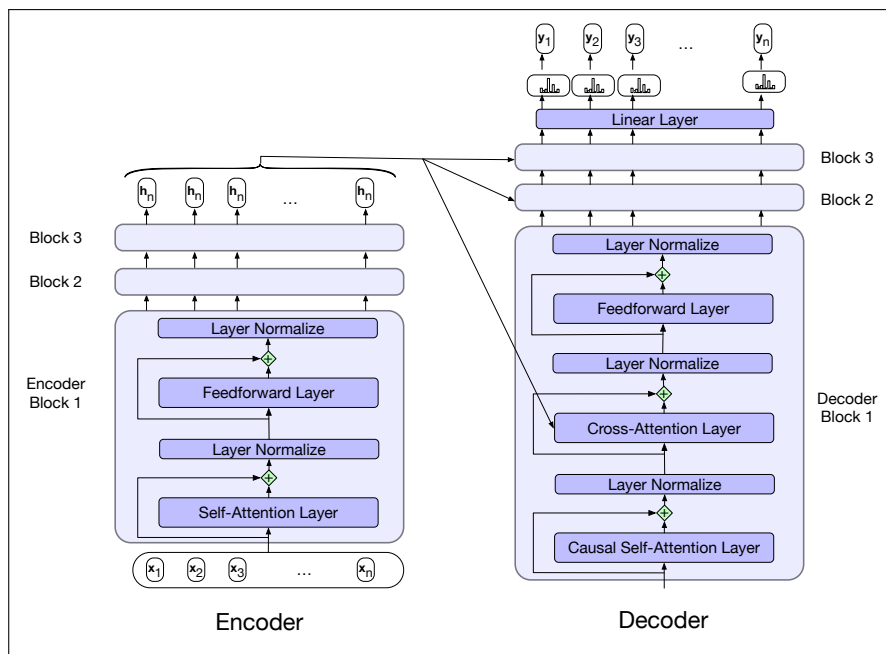 y1 y2 y3 ... yn
Linear Layer
Block 3
Block 2
Layer Normalize
Feedforward Layer
Layer Normalize
Cross-Attention Layer
Decoder
Block 1
Layer Normalize
Causal Self-Attention Layer
Decoder
hn hn hn ... hn
Block 3
Block 2
Layer Normalize
Encoder
Block 1
Feedforward Layer
Layer Normalize
Self-Attention Layer
x1 x2 x3 ... xn
Encoder